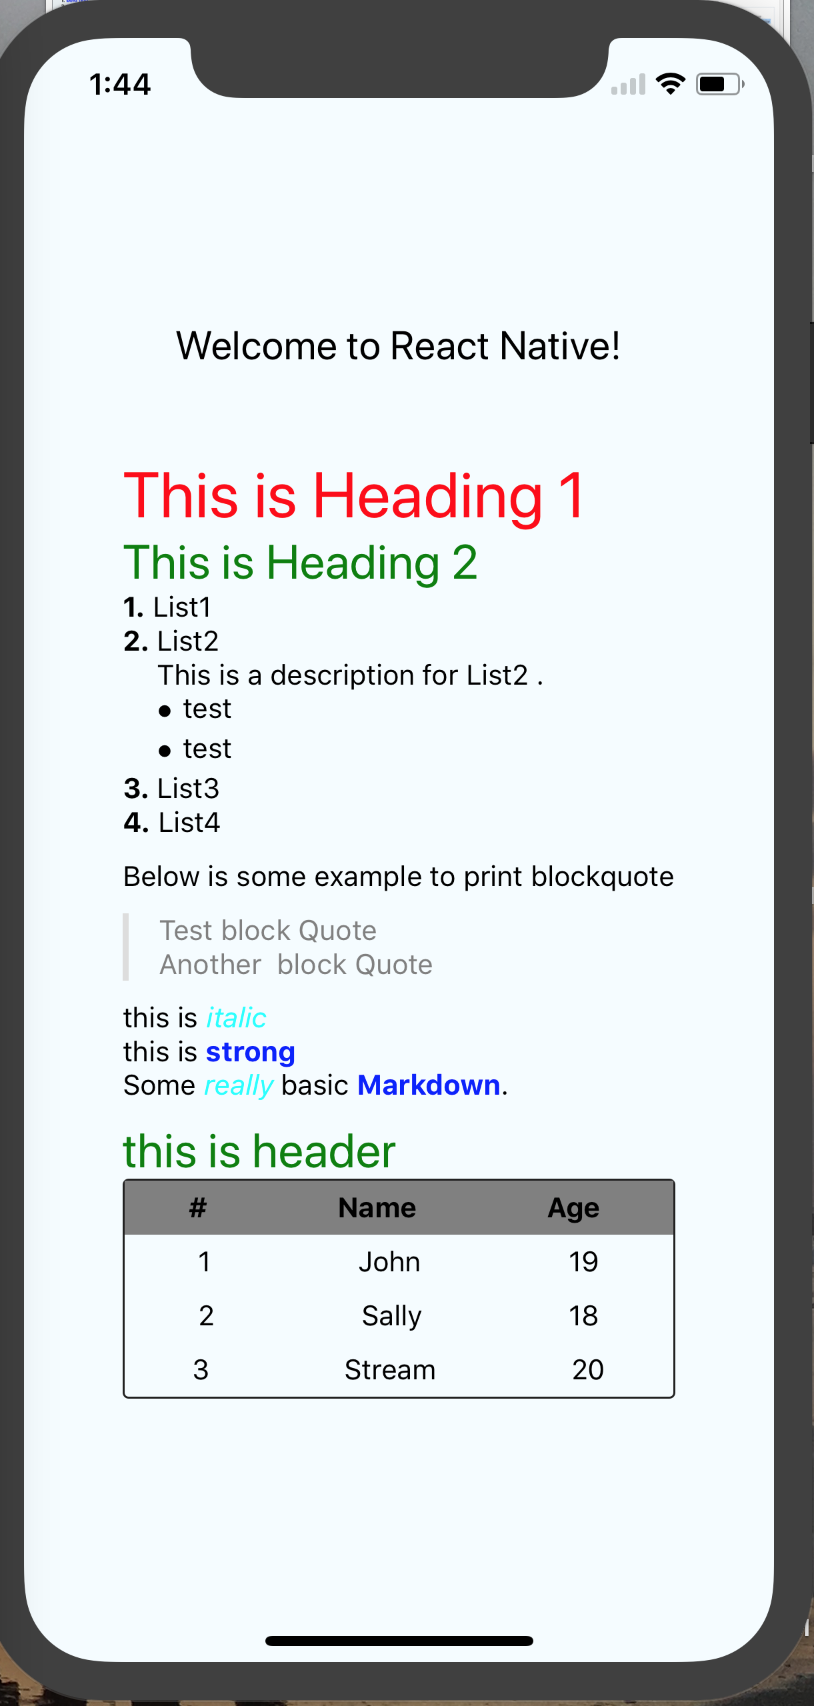 1:44
Welcome to React Native!
This is Heading 1
This is Heading 2
1. List1
2. List2
This is a description for List2 .
● test
● test
3. List3
4. List4
Below is some example to print blockquote
Test block Quote
Another  block Quote
this is italic
this is strong
Some really basic Markdown.
this is header
# Name Age
1 John 19
2 Sally 18
3 Stream 20